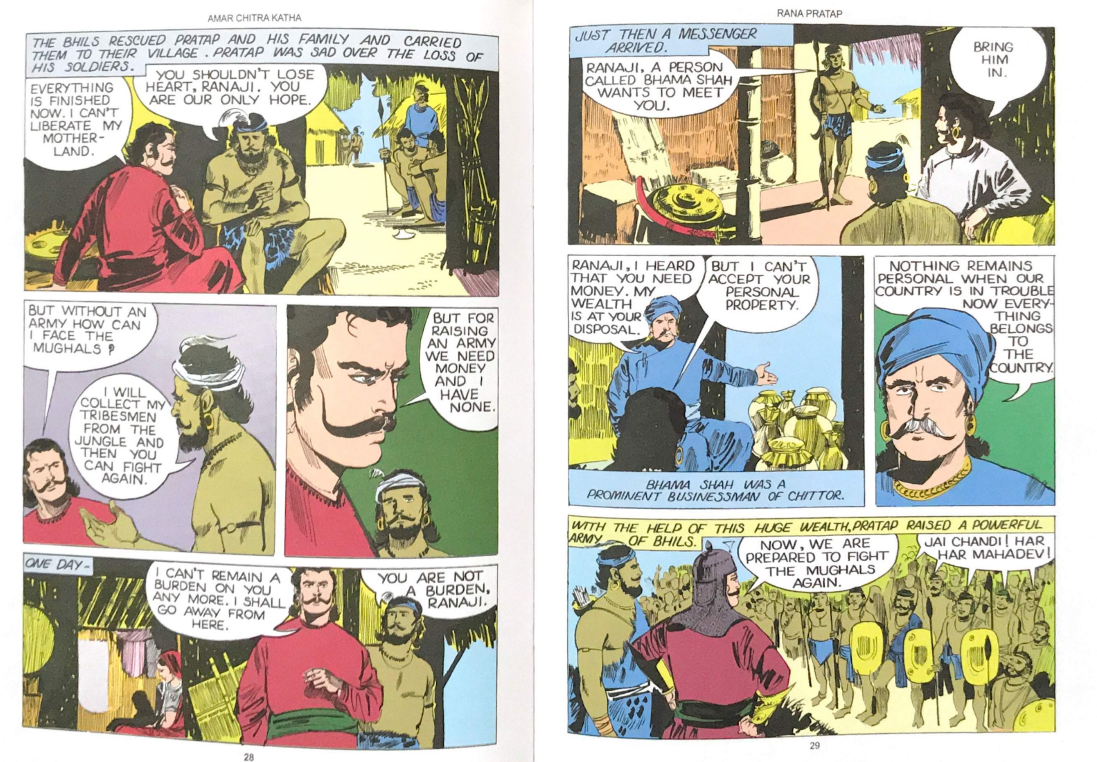 AMAR CHITRA KATHA
THE BHILS RESCUED PRATAP AND HIS FAMILY AND CARRIED
THEM TO THEIR VILLAGE. PRATAP WAS SAD OVER THE LOSS OF
HIS SOLDIERS.
EVERYTHING
IS FINISHED
NOW. I CAN'T
LIBERATE MY
MOTHER-
LAND.
YOU SHOULDN'T LOSE
HEART, RANAJI. YOU
ARE OUR ONLY HOPE.
BUT WITHOUT AN
ARMY HOW CAN
I FACE THE
MUGHALS ?
I WILL
COLLECT MY
TRIBESMEN
FROM THE
JUNGLE AND
THEN YOU
CAN FIGHT
AGAIN.
BUT FOR
RAISING
AN ARMY
WE NEED
MONEY
AND I
HAVE
NONE.
ONE DAY-
I CAN'T REMAIN A
BURDEN ON YOU
ANY MORE. I SHALL
GO AWAY FROM
HERE.
YOU ARE NOT
A BURDEN,
RANAJI.
28
RANA PRATAP
JUST THEN A MESSENGER
ARRIVED.
RANAJI, A PERSON
CALLED BHAMA SHAH
WANTS TO MEET
YOU.
BRING
HIM
IN.
RANAJI, I HEARD
THAT YOU NEED
MONEY. MY
WEALTH
IS AT YOUR
DISPOSAL.
BUT I CAN'T
ACCEPT YOUR
PERSONAL
PROPERTY.
BHAMA SHAH WAS A
PROMINENT BUSINESSMAN OF CHITTOR.
NOTHING REMAINS
PERSONAL WHEN OUR
COUNTRY IS IN TROUBLE
NOW EVERY-
THING
BELONGS
TO
THE
COUNTRY.
WITH THE HELP OF THIS HUGE WEALTH, PRATAP RAISED A POWERFUL
ARMY OF BHILS.
NOW, WE ARE
PREPARED TO FIGHT
THE MUGHALS
AGAIN.
JAI CHANDI! HAR
HAR MAHADEV!
29